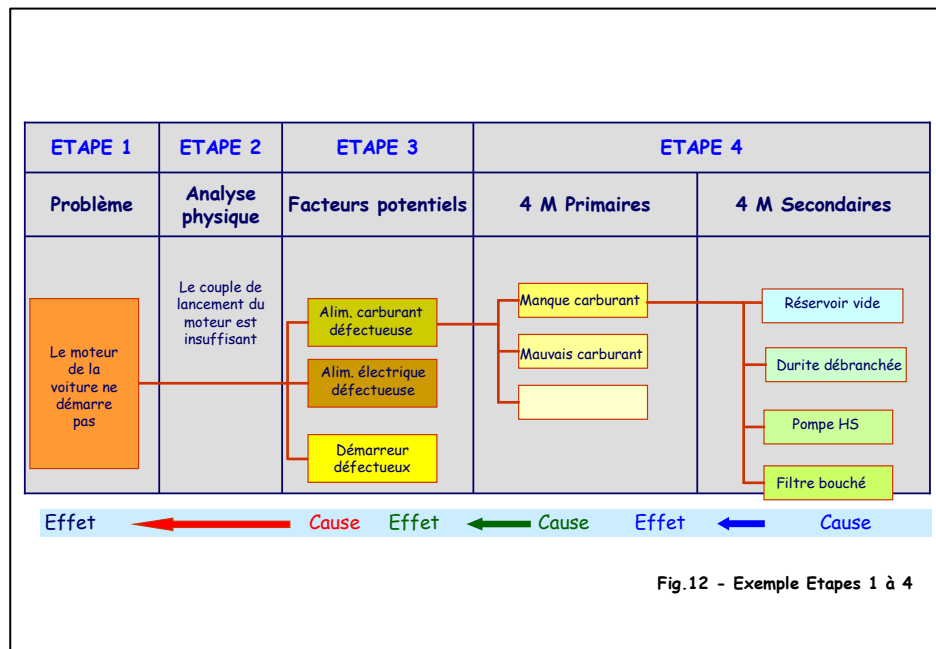 ETAPE 1
ETAPE 2
ETAPE 3
ETAPE 4
Problème
Analyse
physique
Facteurs potentiels
4 M Primaires
4 M Secondaires
Le moteur
de la
voiture ne
démarre
pas
Le couple de
lancement du
moteur est
insuffisant
Alim. carburant
défectueuse
Alim. électrique
défectueuse
Démarreur
défectueux
Manque carburant
Mauvais carburant
Réservoir vide
Durite débranchée
Pompe HS
Filtre bouché
Effet Cause Effet Cause Effet Cause
Fig.12 - Exemple Etapes 1 à 4